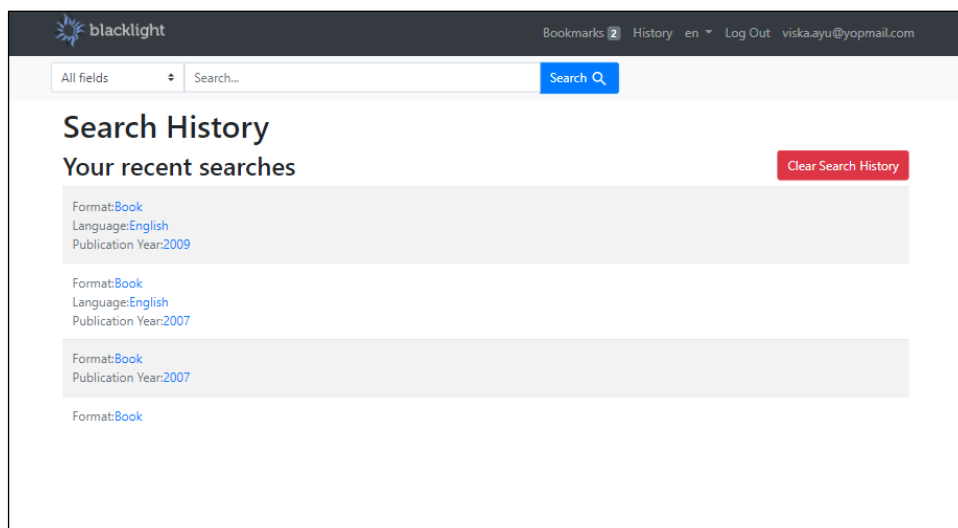 blacklight
Bookmarks 2 History en Log Out viska.ayu@yopmail.com
All fields Search... Search
Search History
Your recent searches Clear Search History
Format:Book
Language:English
Publication Year:2009
Format:Book
Language:English
Publication Year:2007
Format:Book
Publication Year:2007
Format:Book